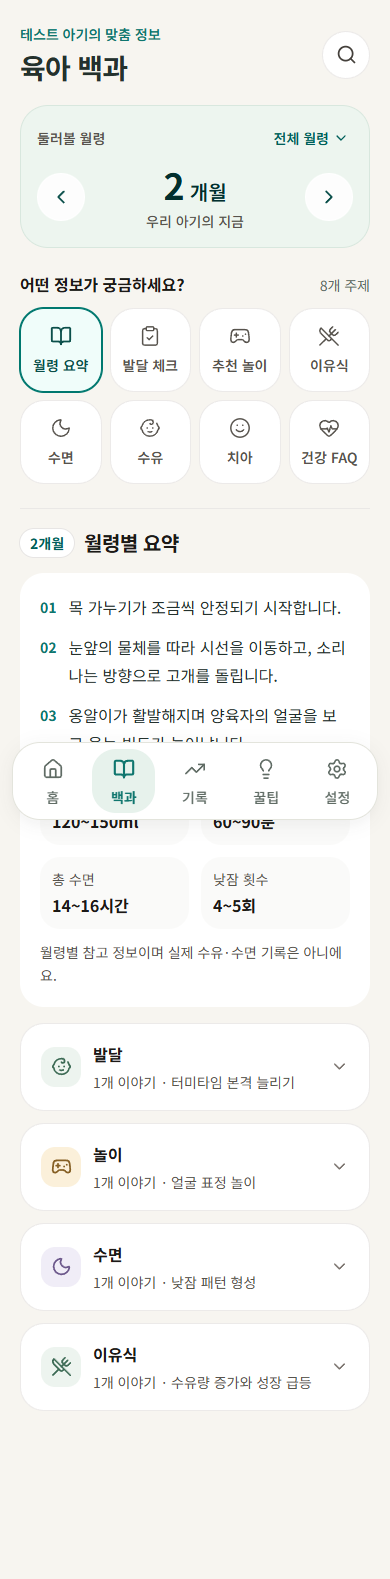 테스트 아기의 맞춤 정보
육아 백과
둘러볼 월령
전체 월령
2 개월
우리 아기의 지금
어떤 정보가 궁금하세요?
8개 주제
월령 요약
발달 체크
추천 놀이
이유식
수면
수유
치아
건강 FAQ
2개월
월령별 요약
01 목 가누기가 조금씩 안정되기 시작합니다.
02 눈앞의 물체를 따라 시선을 이동하고, 소리
나는 방향으로 고개를 돌립니다.
03 옹알이가 활발해지며 양육자의 얼굴을 보
홈
백과
기록
꿀팁
설정
120~150ml
60~90분
총 수면
14~16시간
낮잠 횟수
4~5회
월령별 참고 정보이며 실제 수유·수면 기록은 아니에
요.
발달
1개 이야기 · 터미타임 본격 늘리기
놀이
1개 이야기 · 얼굴 표정 놀이
수면
1개 이야기 · 낮잠 패턴 형성
이유식
1개 이야기 · 수유량 증가와 성장 급등